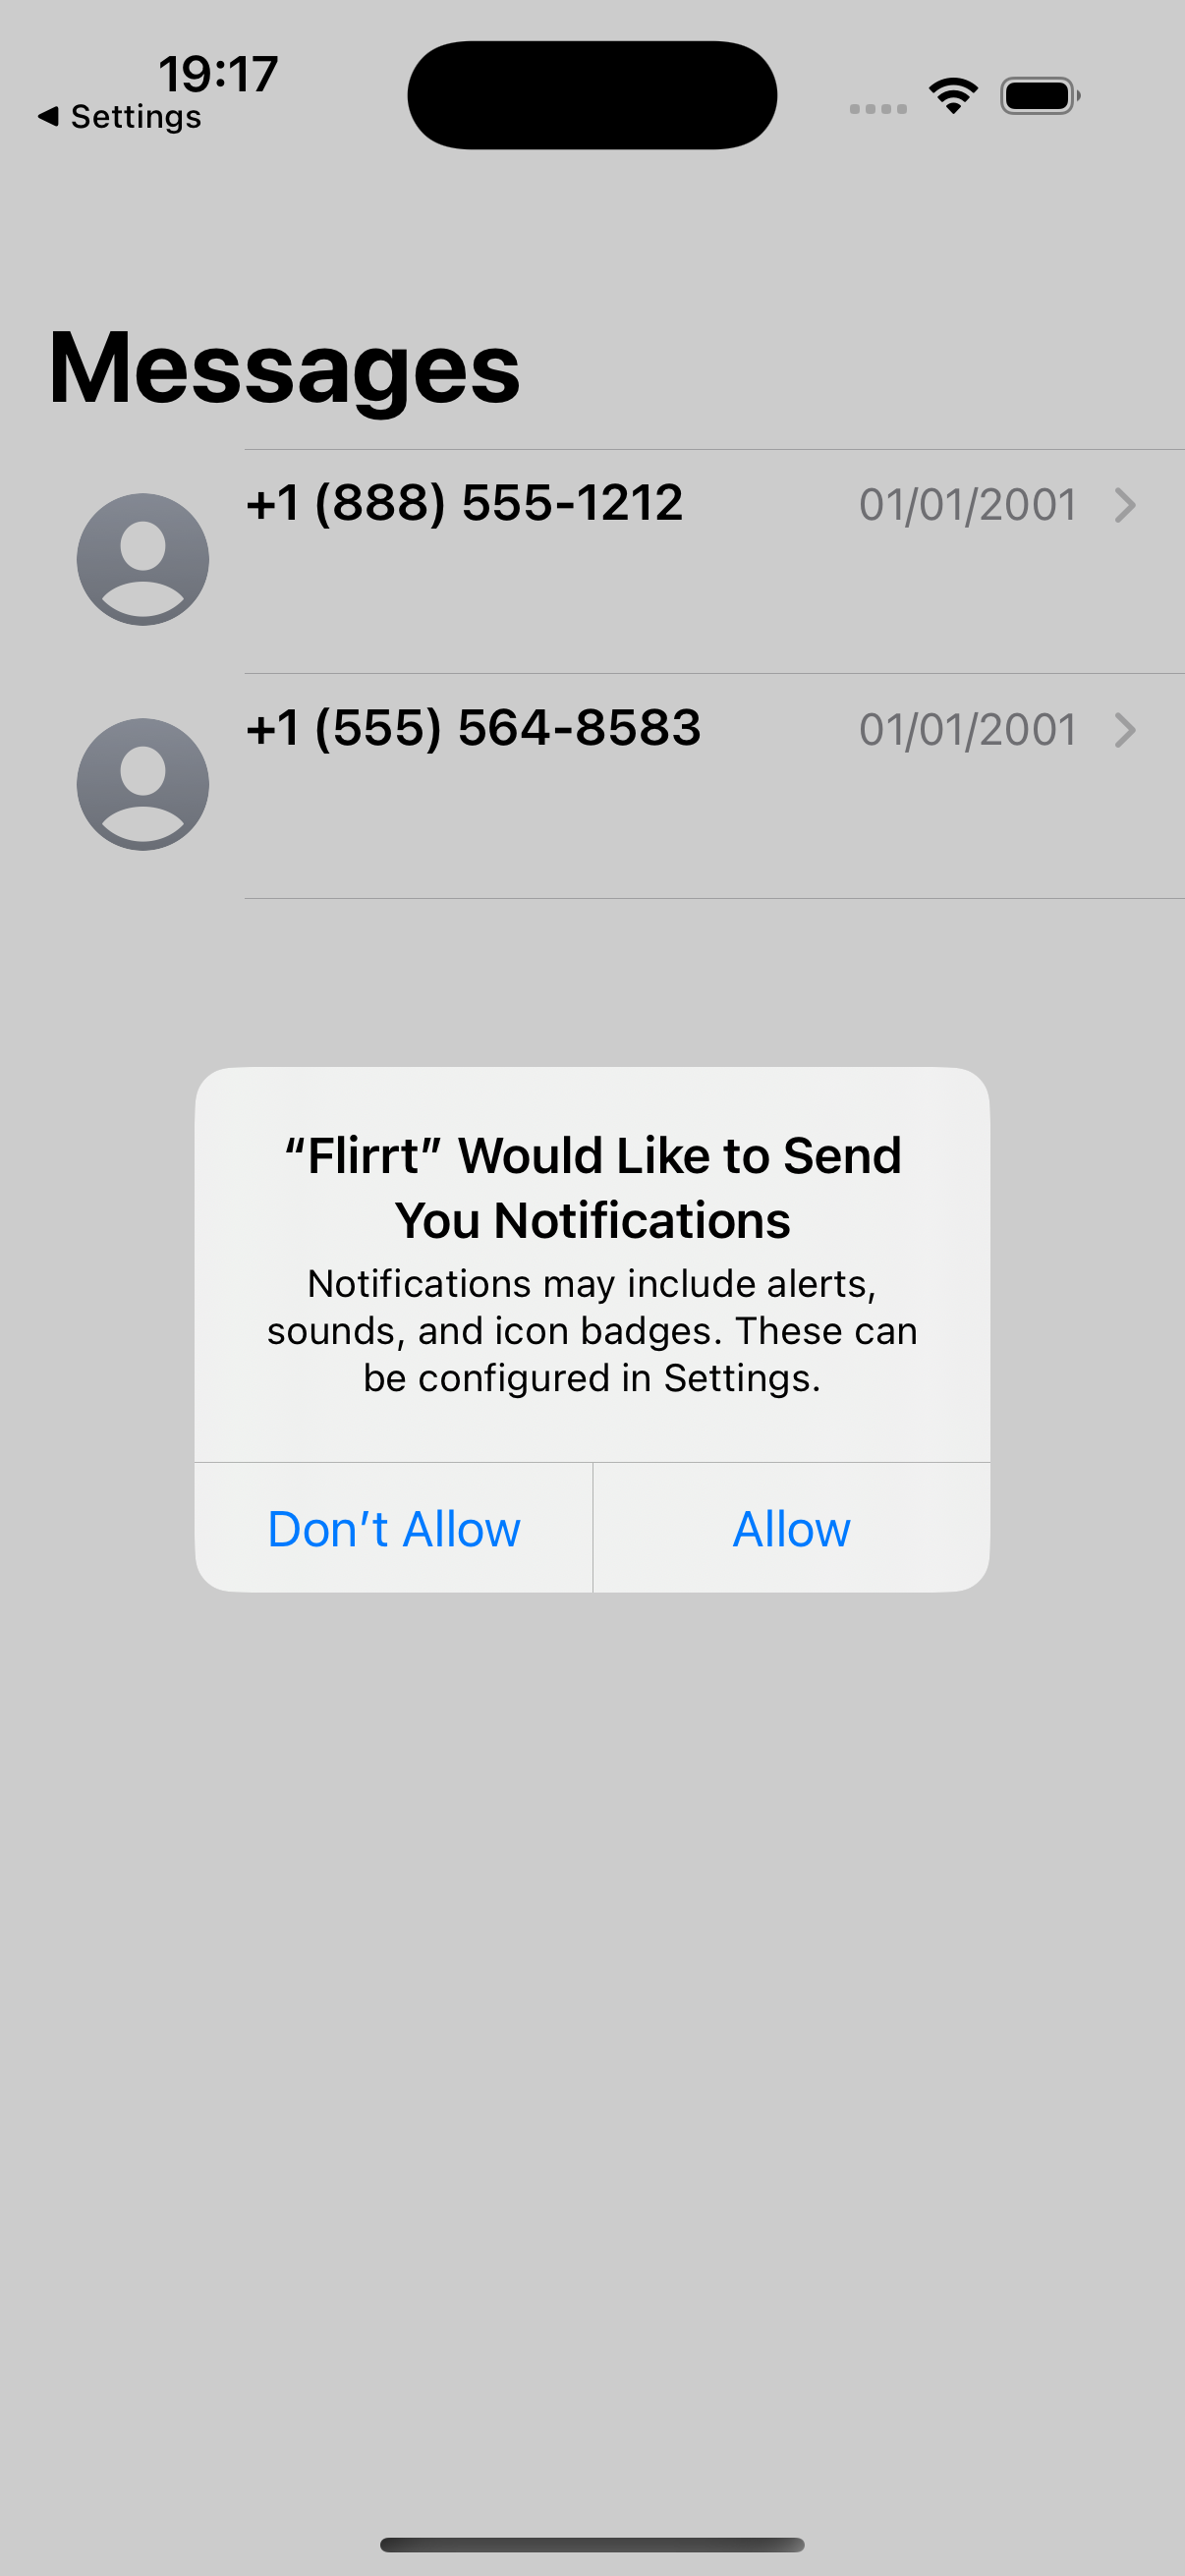 19:17
◀ Settings
Messages
+1 (888) 555-1212
01/01/2001
+1 (555) 564-8583
01/01/2001
“Flirrt” Would Like to Send
You Notifications
Notifications may include alerts,
sounds, and icon badges. These can
be configured in Settings.
Don’t Allow
Allow